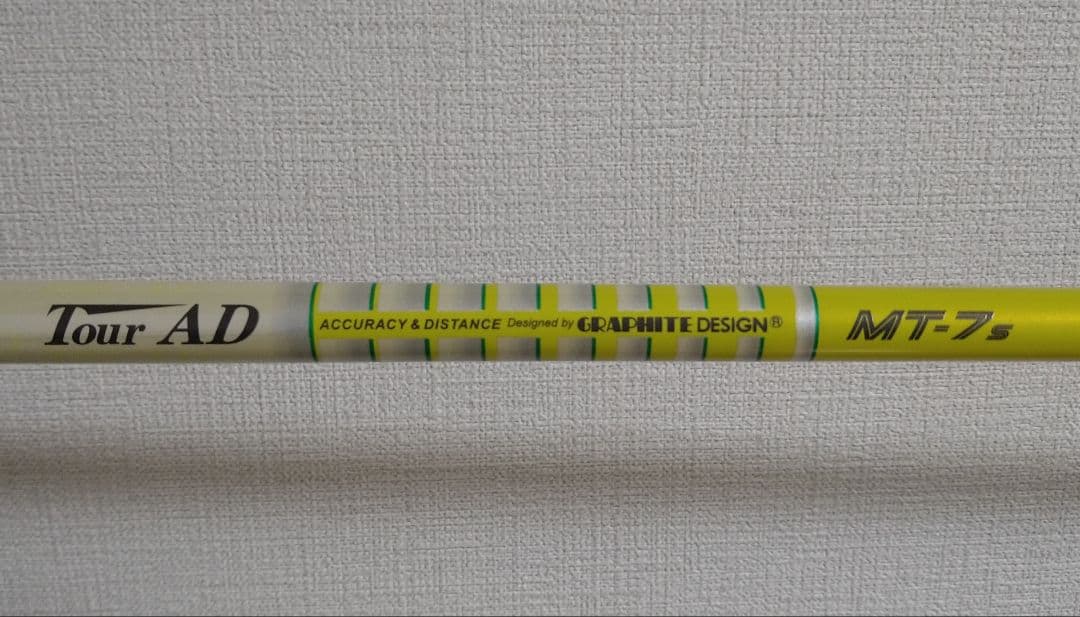 Tour AD ACCURACY & DISTANCE Designed by GRAPHITE DESIGN® MT-7s